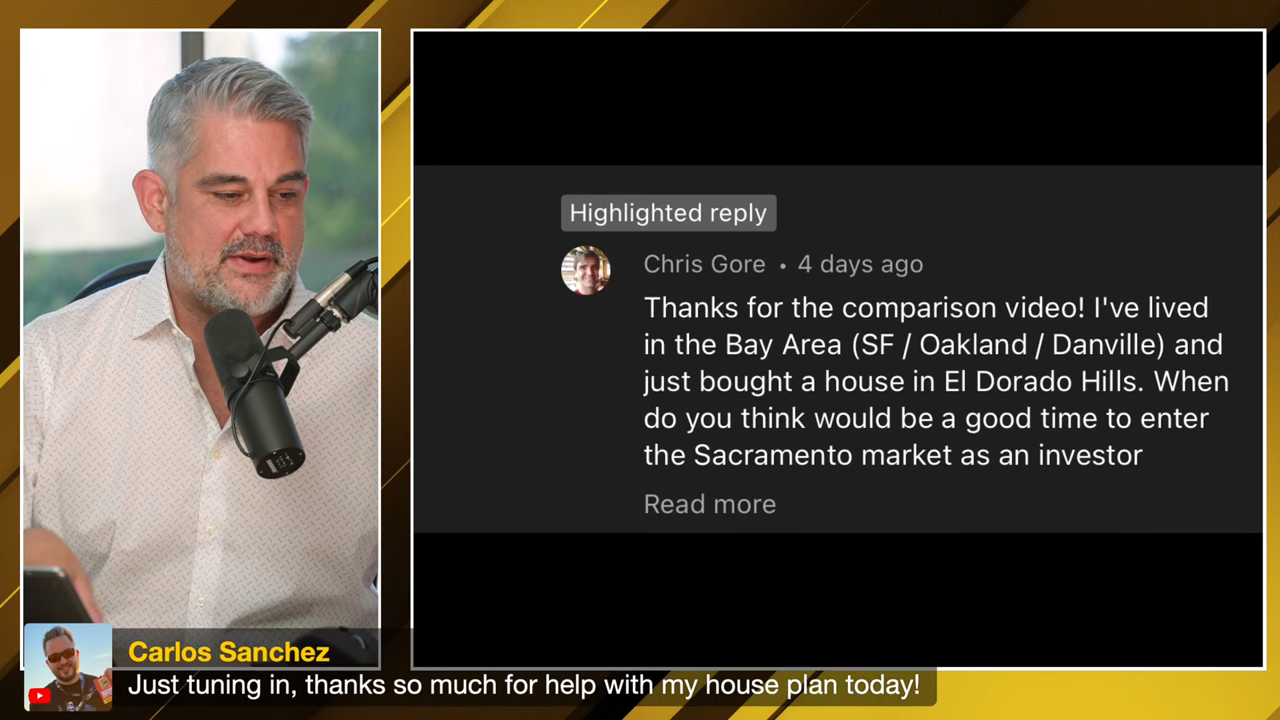 Highlighted reply
Chris Gore • 4 days ago
Thanks for the comparison video! I've lived
in the Bay Area (SF / Oakland / Danville) and
just bought a house in El Dorado Hills. When
do you think would be a good time to enter
the Sacramento market as an investor
Read more
Carlos Sanchez
Just tuning in, thanks so much for help with my house plan today!